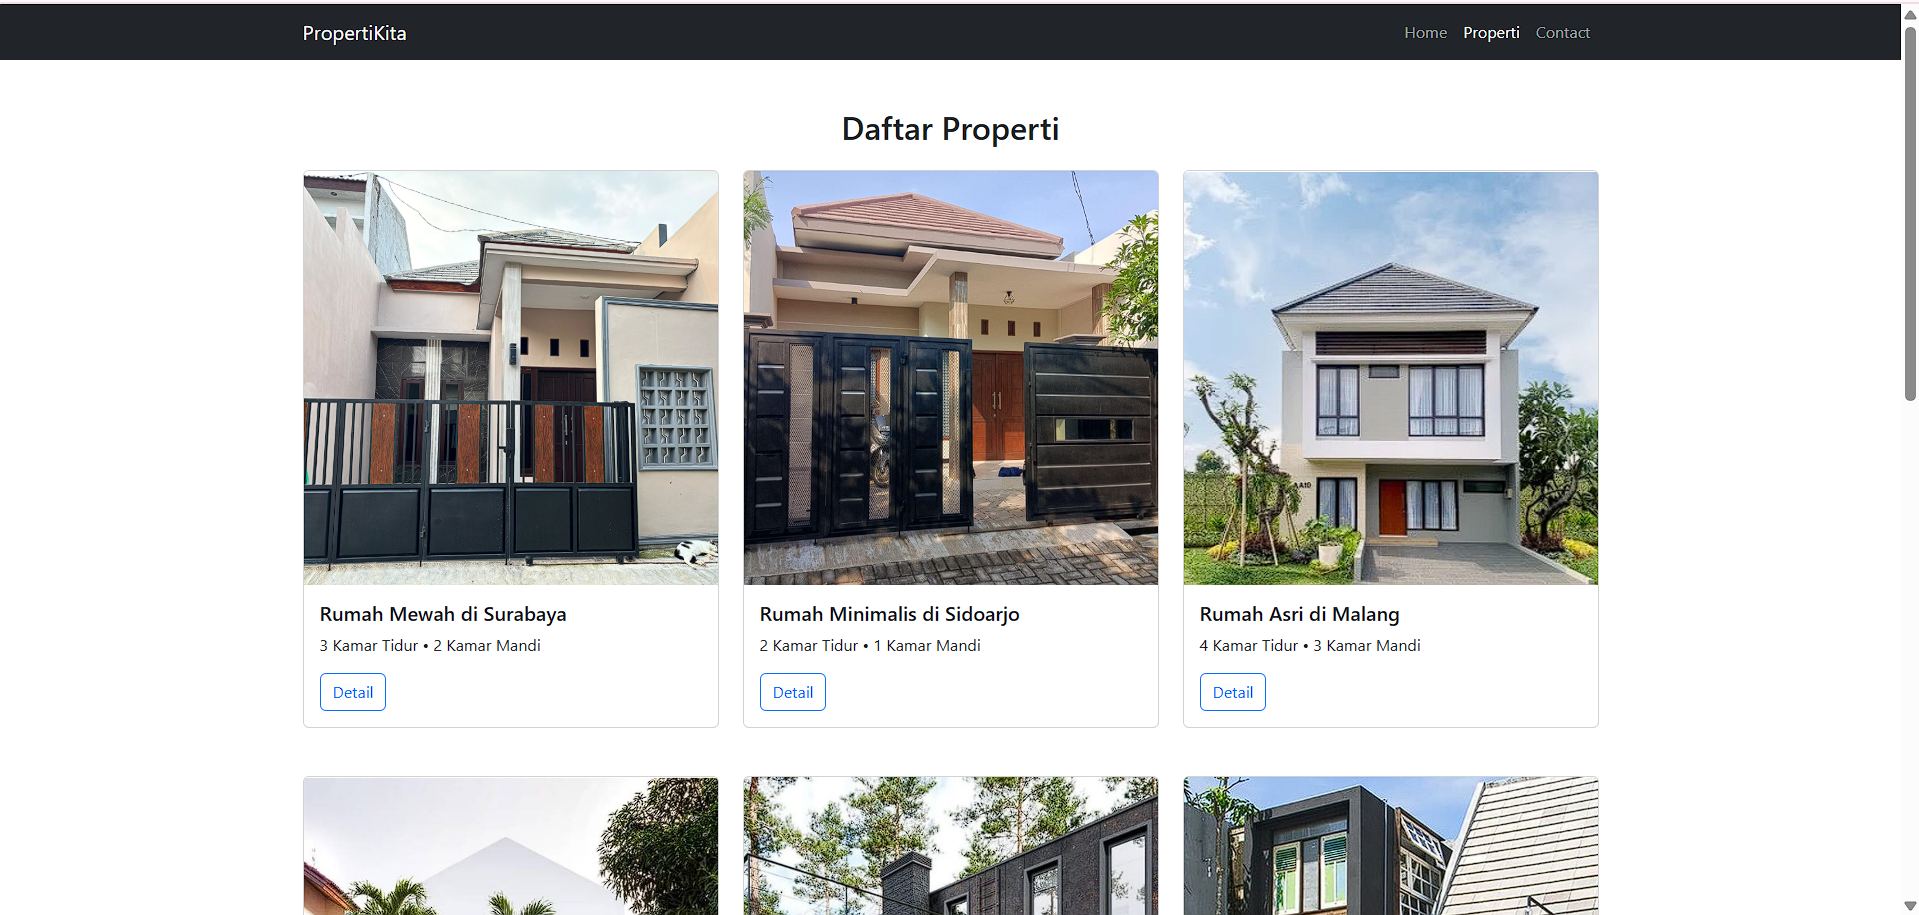 PropertiKita
Home Properti Contact
Daftar Properti
AA10
Rumah Mewah di Surabaya
3 Kamar Tidur • 2 Kamar Mandi
Detail
Rumah Minimalis di Sidoarjo
2 Kamar Tidur • 1 Kamar Mandi
Detail
Rumah Asri di Malang
4 Kamar Tidur • 3 Kamar Mandi
Detail